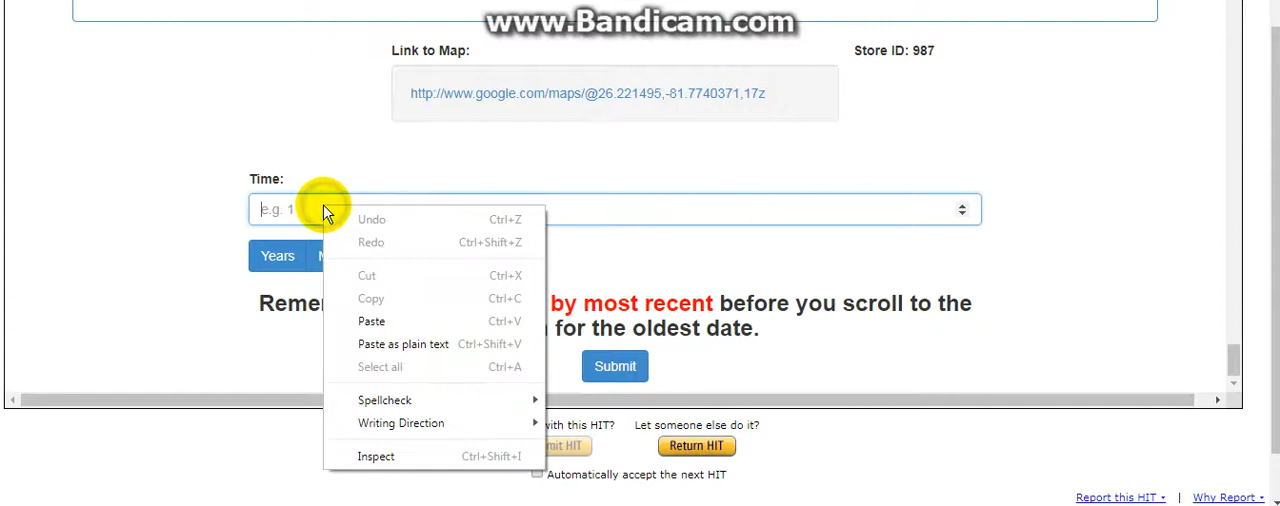 www.Bandicam.com
Link to Map:
Store ID: 987
http://www.google.com/maps/@26.221495,-81.7740371,17z
Time:
e.g. 1
Undo Ctrl+Z
Redo Ctrl+Shift+Z
Years
Cut Ctrl+X
Copy Ctrl+C
by most recent before you scroll to the
Paste Ctrl+V
for the oldest date.
Paste as plain text Ctrl+Shift+V
Select all Ctrl+A
Submit
Spellcheck
Writing Direction
with this HIT? Let someone else do it?
HIT Return HIT
Inspect Ctrl+Shift+I
Automatically accept the next HIT
Report this HIT | Why Report